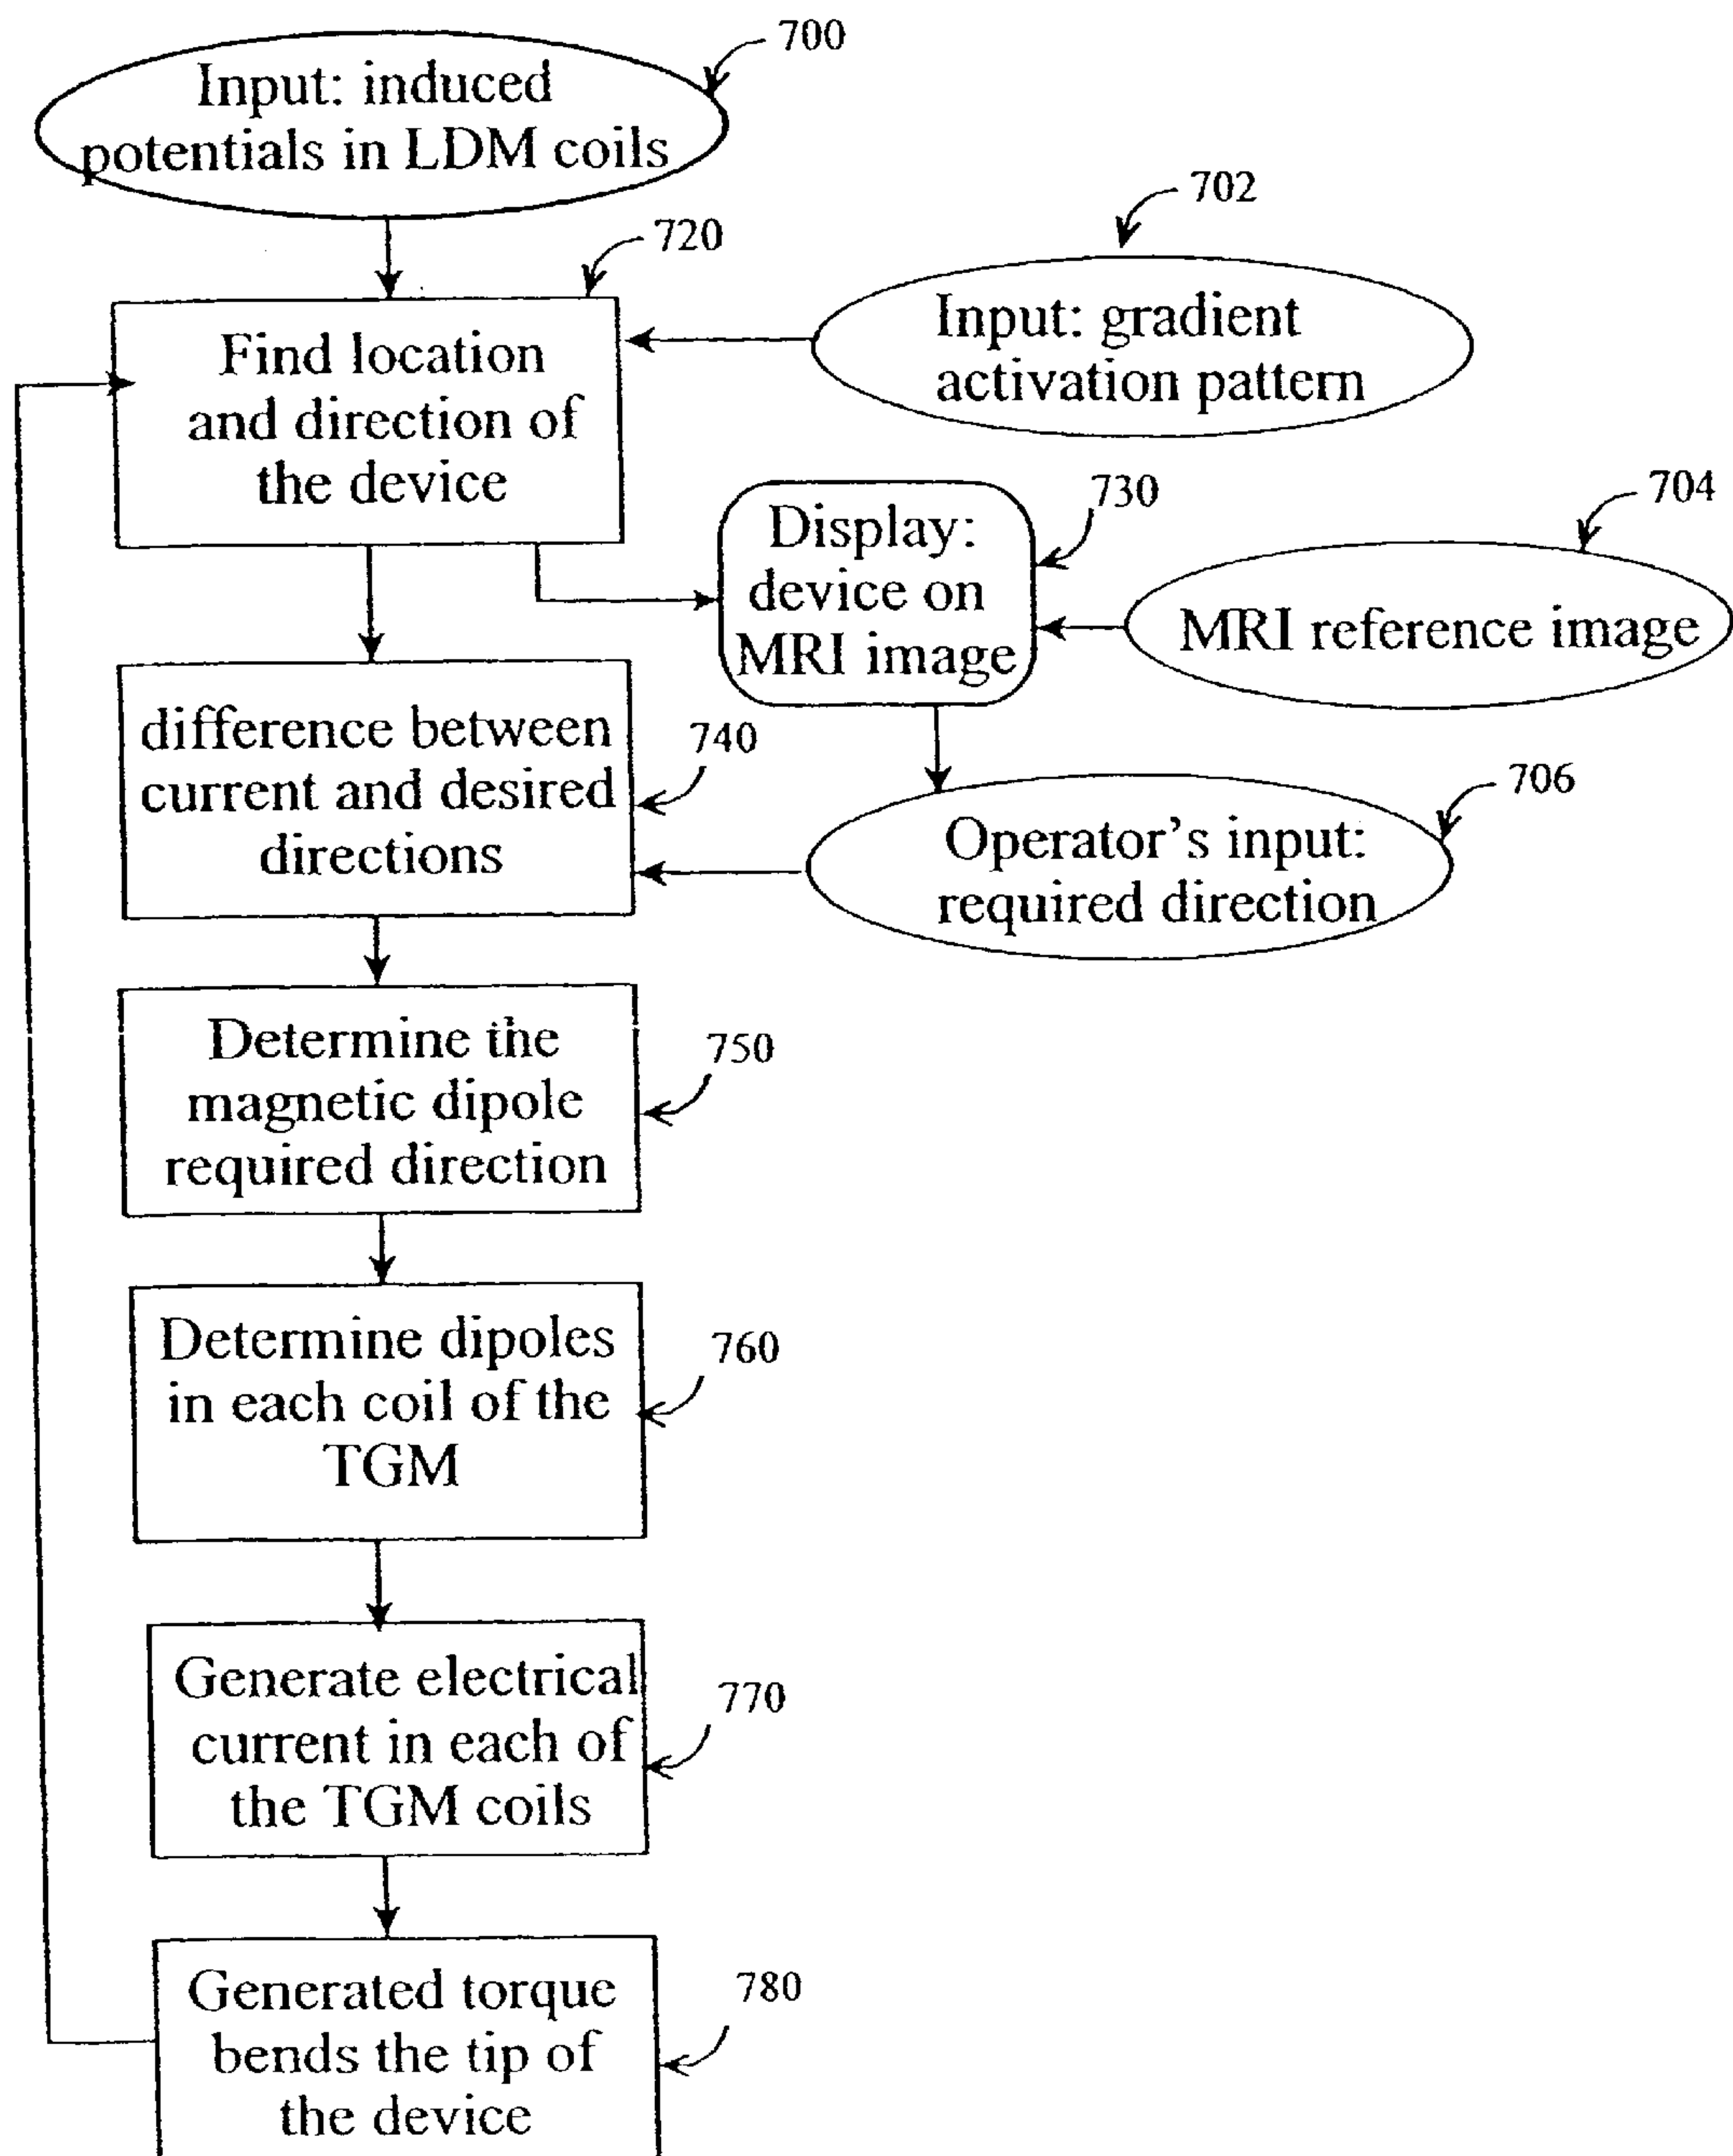 700
Input: induced
potentials in LDM coils
702
720
Input: gradient
activation pattern
Find location
and direction of
the device
730
704
Display:
device on
MRI image
MRI reference image
difference between
current and desired
directions
740
706
Operator's input:
required direction
Determine the
magnetic dipole
required direction
750
Determine dipoles
in each coil of the
TGM
760
Generate electrical
current in each of
the TGM coils
770
Generated torque
bends the tip of
the device
780